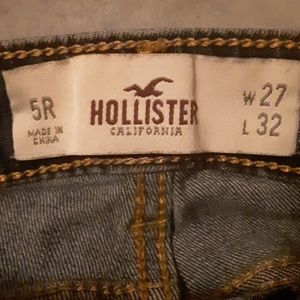 5R
MADE IN
CHINA
HOLLISTER
CALIFORNIA
W 27
L 32